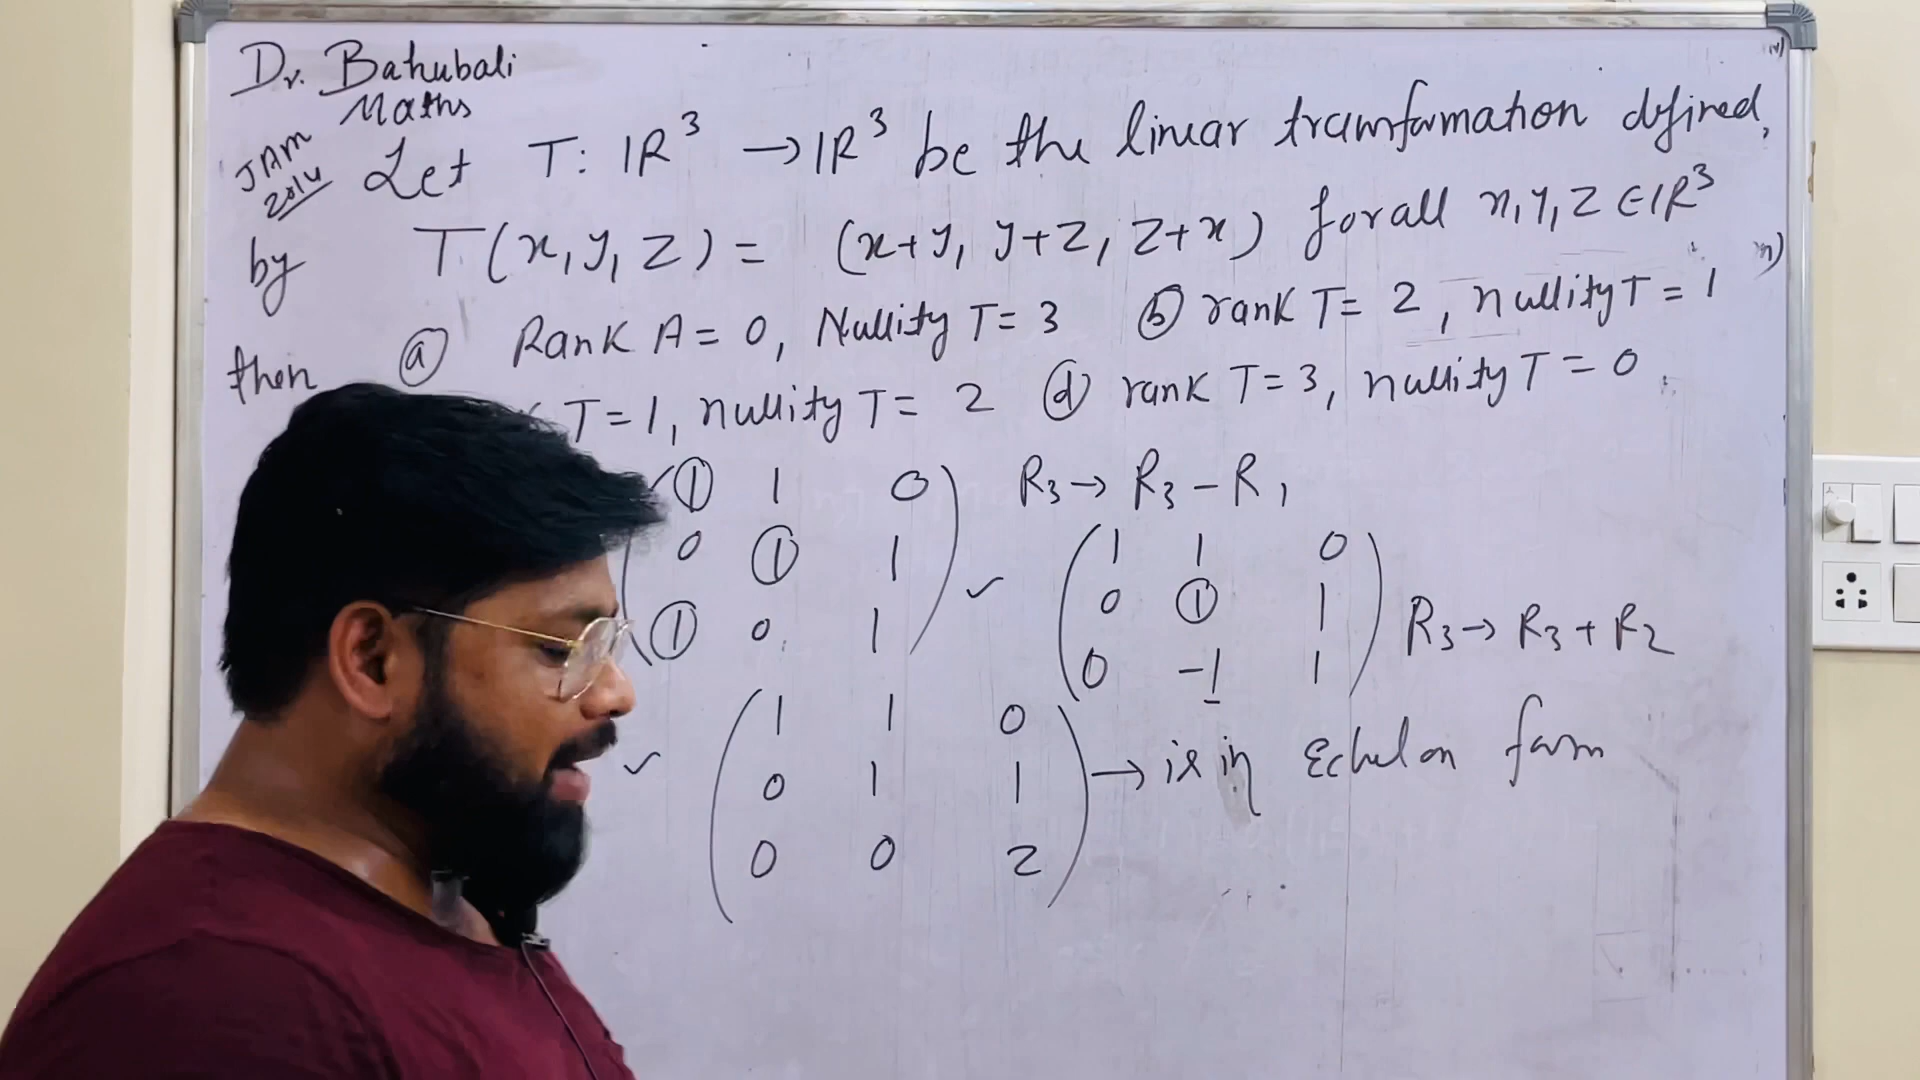 Dr. Bahubali
Maths
JAM
2014
Let T: IR³ → IR³ be the linear transformation defined,
by T(x, y, z) = (x+y, y+z, z+x) for all x, y, z ∈ IR³
then ⓐ Rank A = 0, Nullity T = 3 ⓑ rank T = 2, nullity T = 1
T = 1, nullity T = 2 ⓓ rank T = 3, nullity T = 0
1 1 0 R₃ → R₃ - R₁
0 1 1
1 0 1
1 1 0
0 1 1 R₃ → R₃ + R₂
0 -1 1
1 1 0
0 1 1 → is in Echelon form
0 0 2